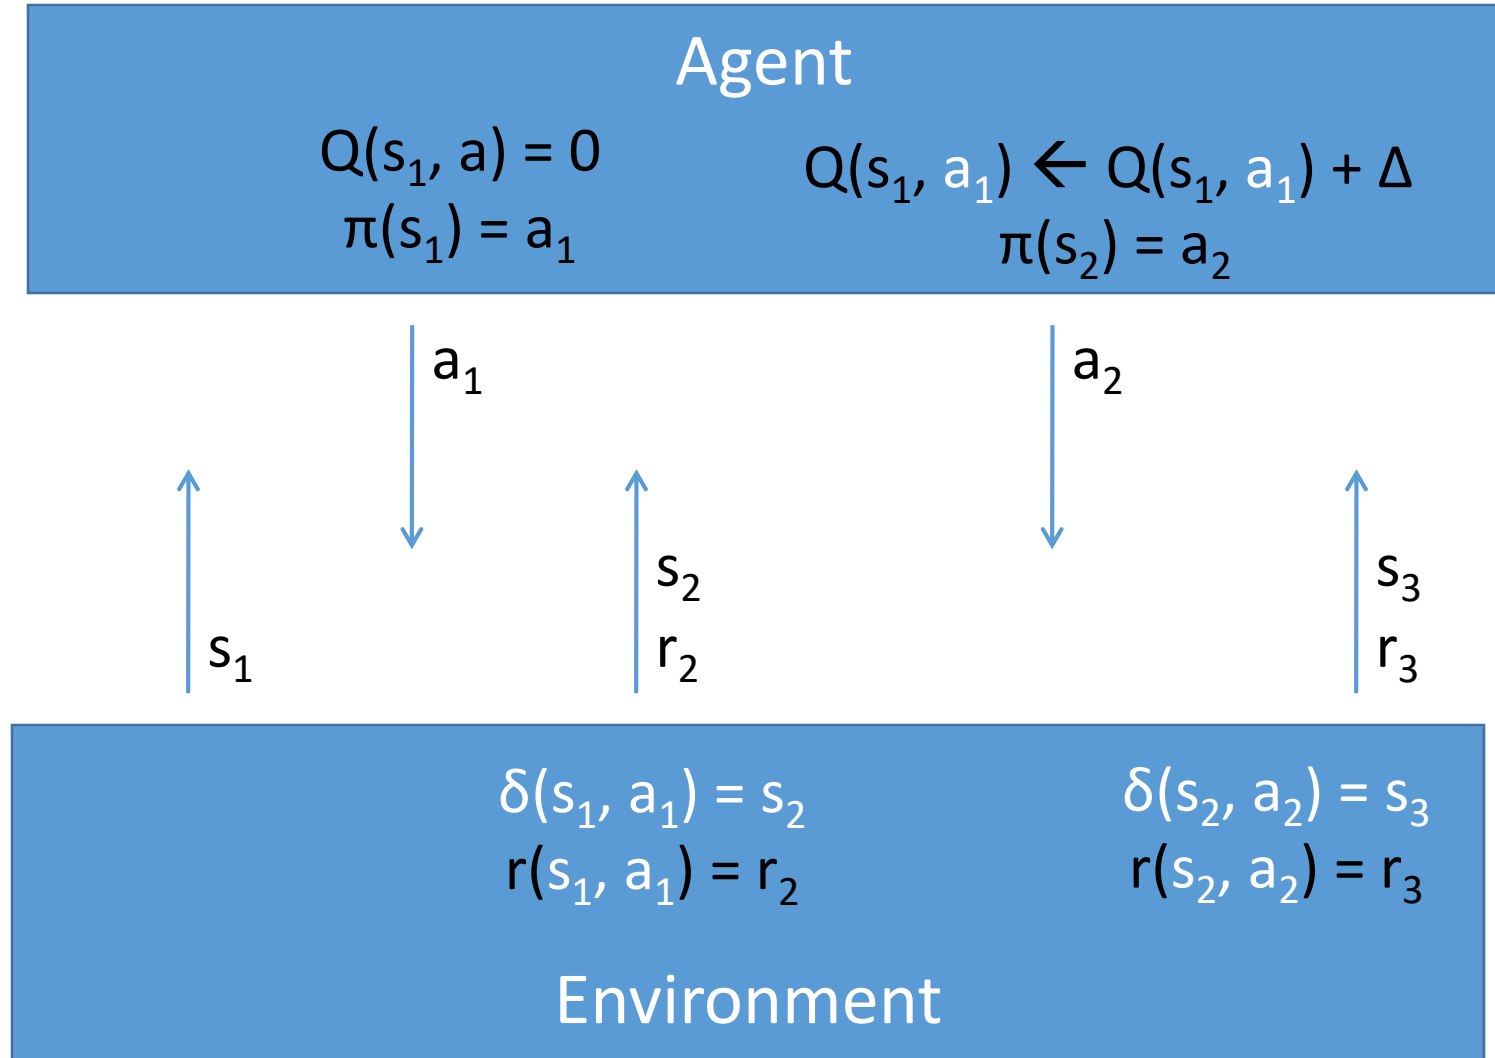 Agent
Q(s₁, a) = 0
π(s₁) = a₁
Q(s₁, a₁) ← Q(s₁, a₁) + Δ
π(s₂) = a₂
a₁
a₂
s₁
s₂
r₂
s₃
r₃
δ(s₁, a₁) = s₂
r(s₁, a₁) = r₂
δ(s₂, a₂) = s₃
r(s₂, a₂) = r₃
Environment